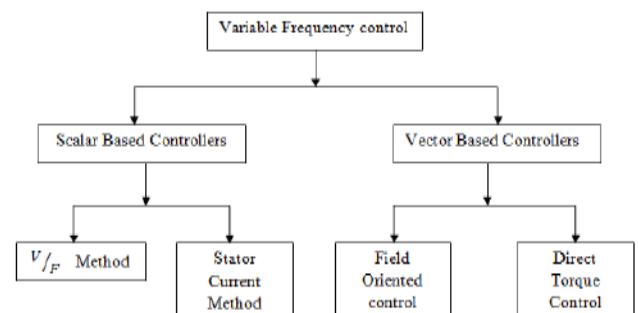 Variable Frequency control
Scalar Based Controllers
Vector Based Controllers
V/F Method
Stator
Current
Method
Field
Oriented
control
Direct
Torque
Control